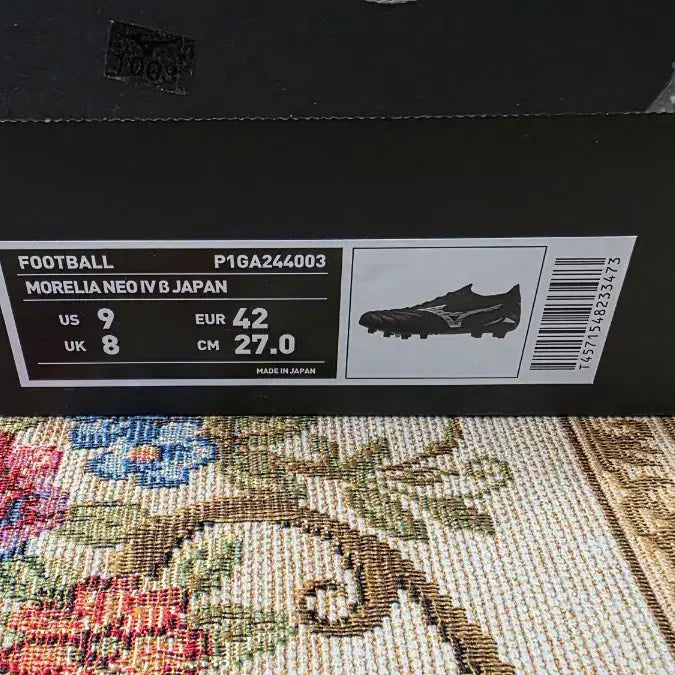 FOOTBALL P1GA244003
MORELIA NEO IV β JAPAN
US 9 EUR 42
UK 8 CM 27.0
MADE IN JAPAN
T4571548233473